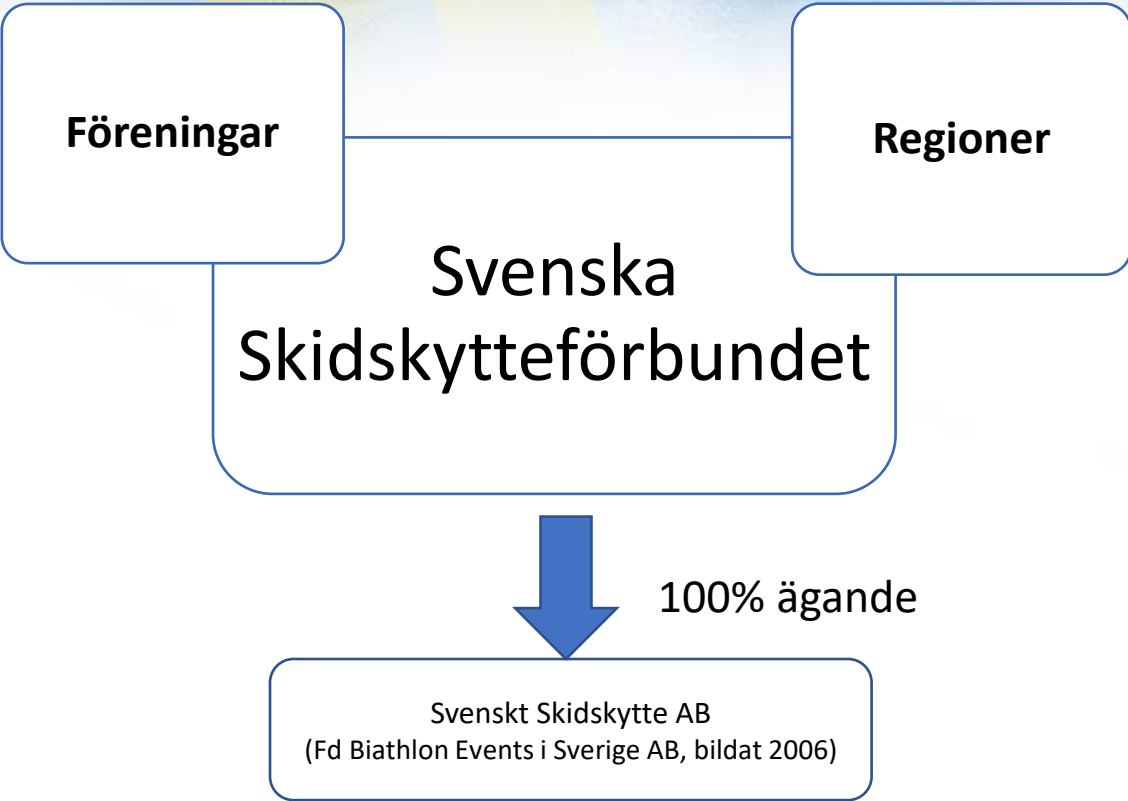 Föreningar
Regioner
Svenska
Skidskytteförbundet
100% ägande
Svenskt Skidskytte AB
(Fd Biathlon Events i Sverige AB, bildat 2006)